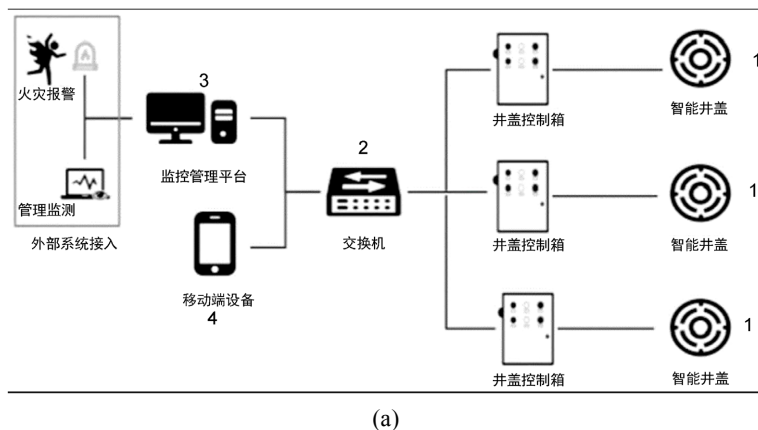 火灾报警
管理监测
外部系统接入
3
监控管理平台
移动端设备
4
2
交换机
井盖控制箱
1
智能井盖
井盖控制箱
1
智能井盖
井盖控制箱
1
智能井盖
(a)